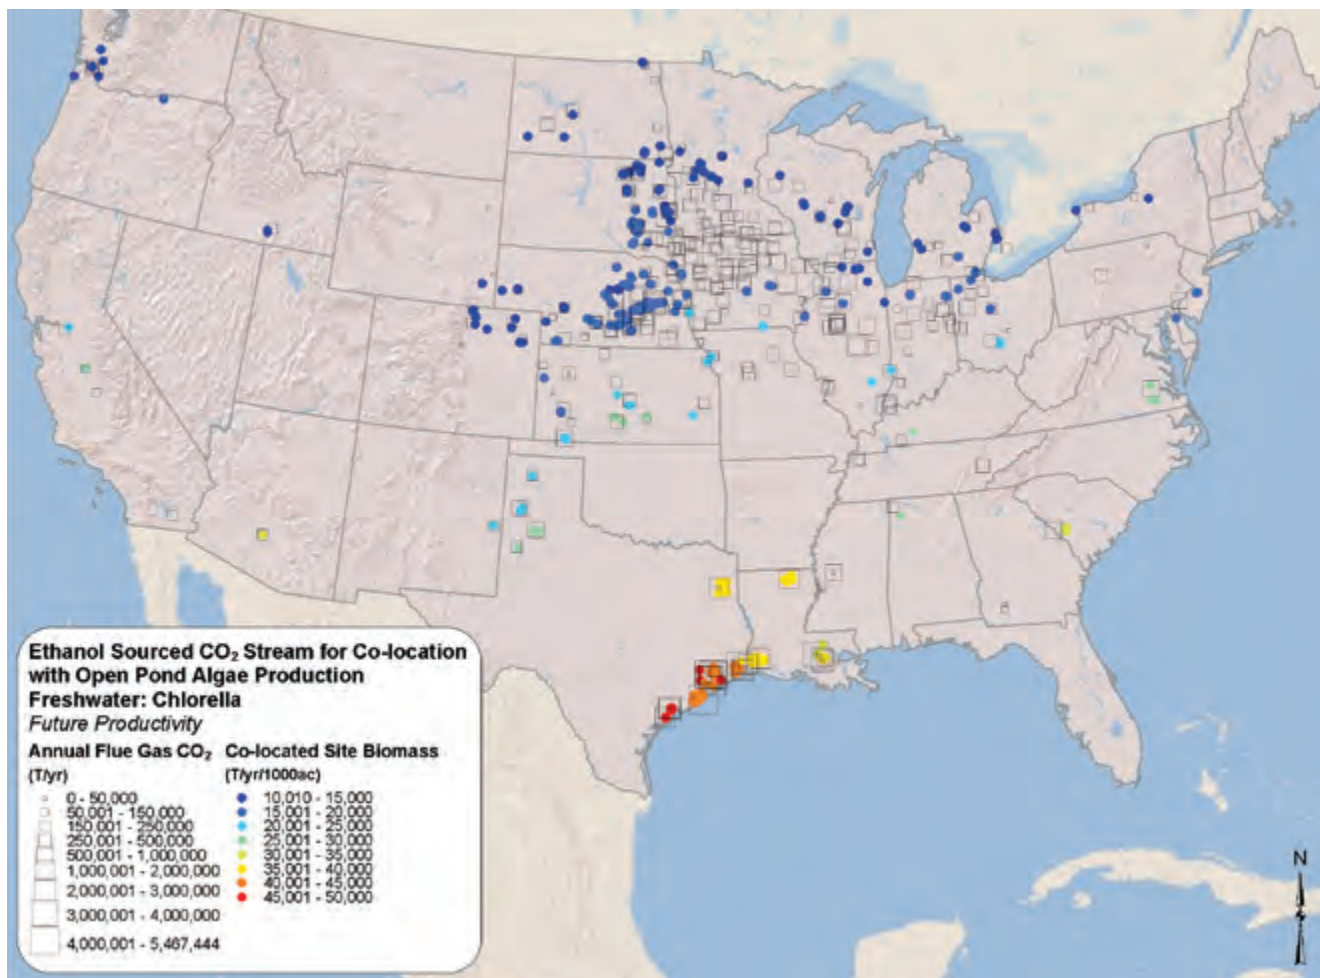 Ethanol Sourced CO₂ Stream for Co-location
with Open Pond Algae Production
Freshwater: Chlorella
Future Productivity
Annual Flue Gas CO₂ Co-located Site Biomass
(T/yr) (T/yr/1000ac)
0 - 50,000 10,010 - 15,000
50,001 - 150,000 15,001 - 20,000
150,001 - 250,000 20,001 - 25,000
250,001 - 500,000 25,001 - 30,000
500,001 - 1,000,000 30,001 - 35,000
1,000,001 - 2,000,000 35,001 - 40,000
2,000,001 - 3,000,000 40,001 - 45,000
3,000,001 - 4,000,000 45,001 - 50,000
4,000,001 - 5,467,444
N